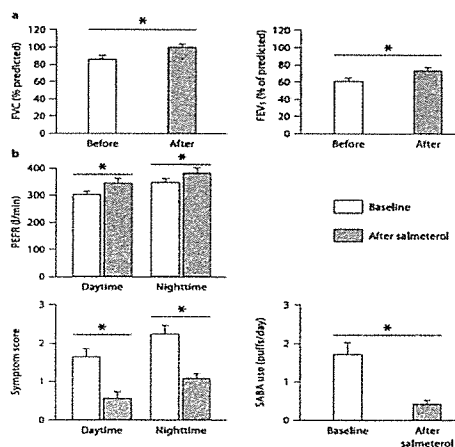 a
FVC (% predicted)
120
100
80
60
40
20
0
*
Before After
FEV₁ (% of predicted)
120
100
80
60
40
20
0
*
Before After
b
PEFR (l/min)
400
300
200
100
0
* *
Daytime Nighttime
Baseline
After salmeterol
Symptom score
3
2
1
0
* *
Daytime Nighttime
SABA use (puffs/day)
3
2
1
0
*
Baseline After
salmeterol